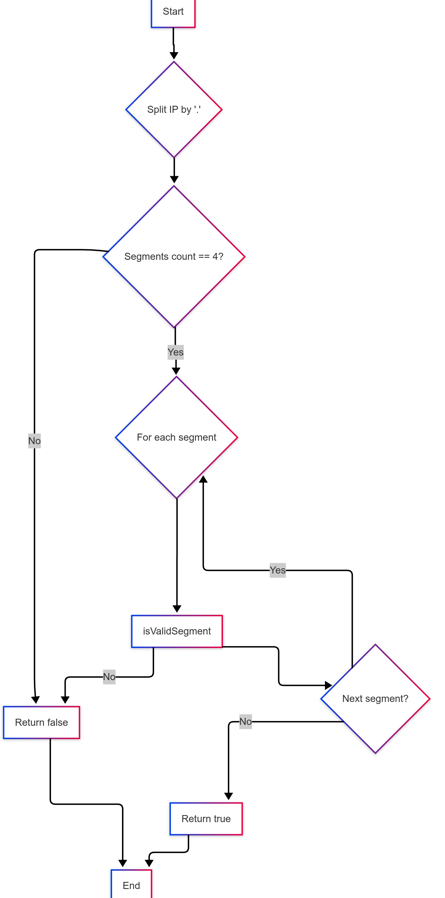 Start
Split IP by '.'
Segments count == 4?
Yes
For each segment
No
Yes
isValidSegment
No
Next segment?
Return false
No
Return true
End